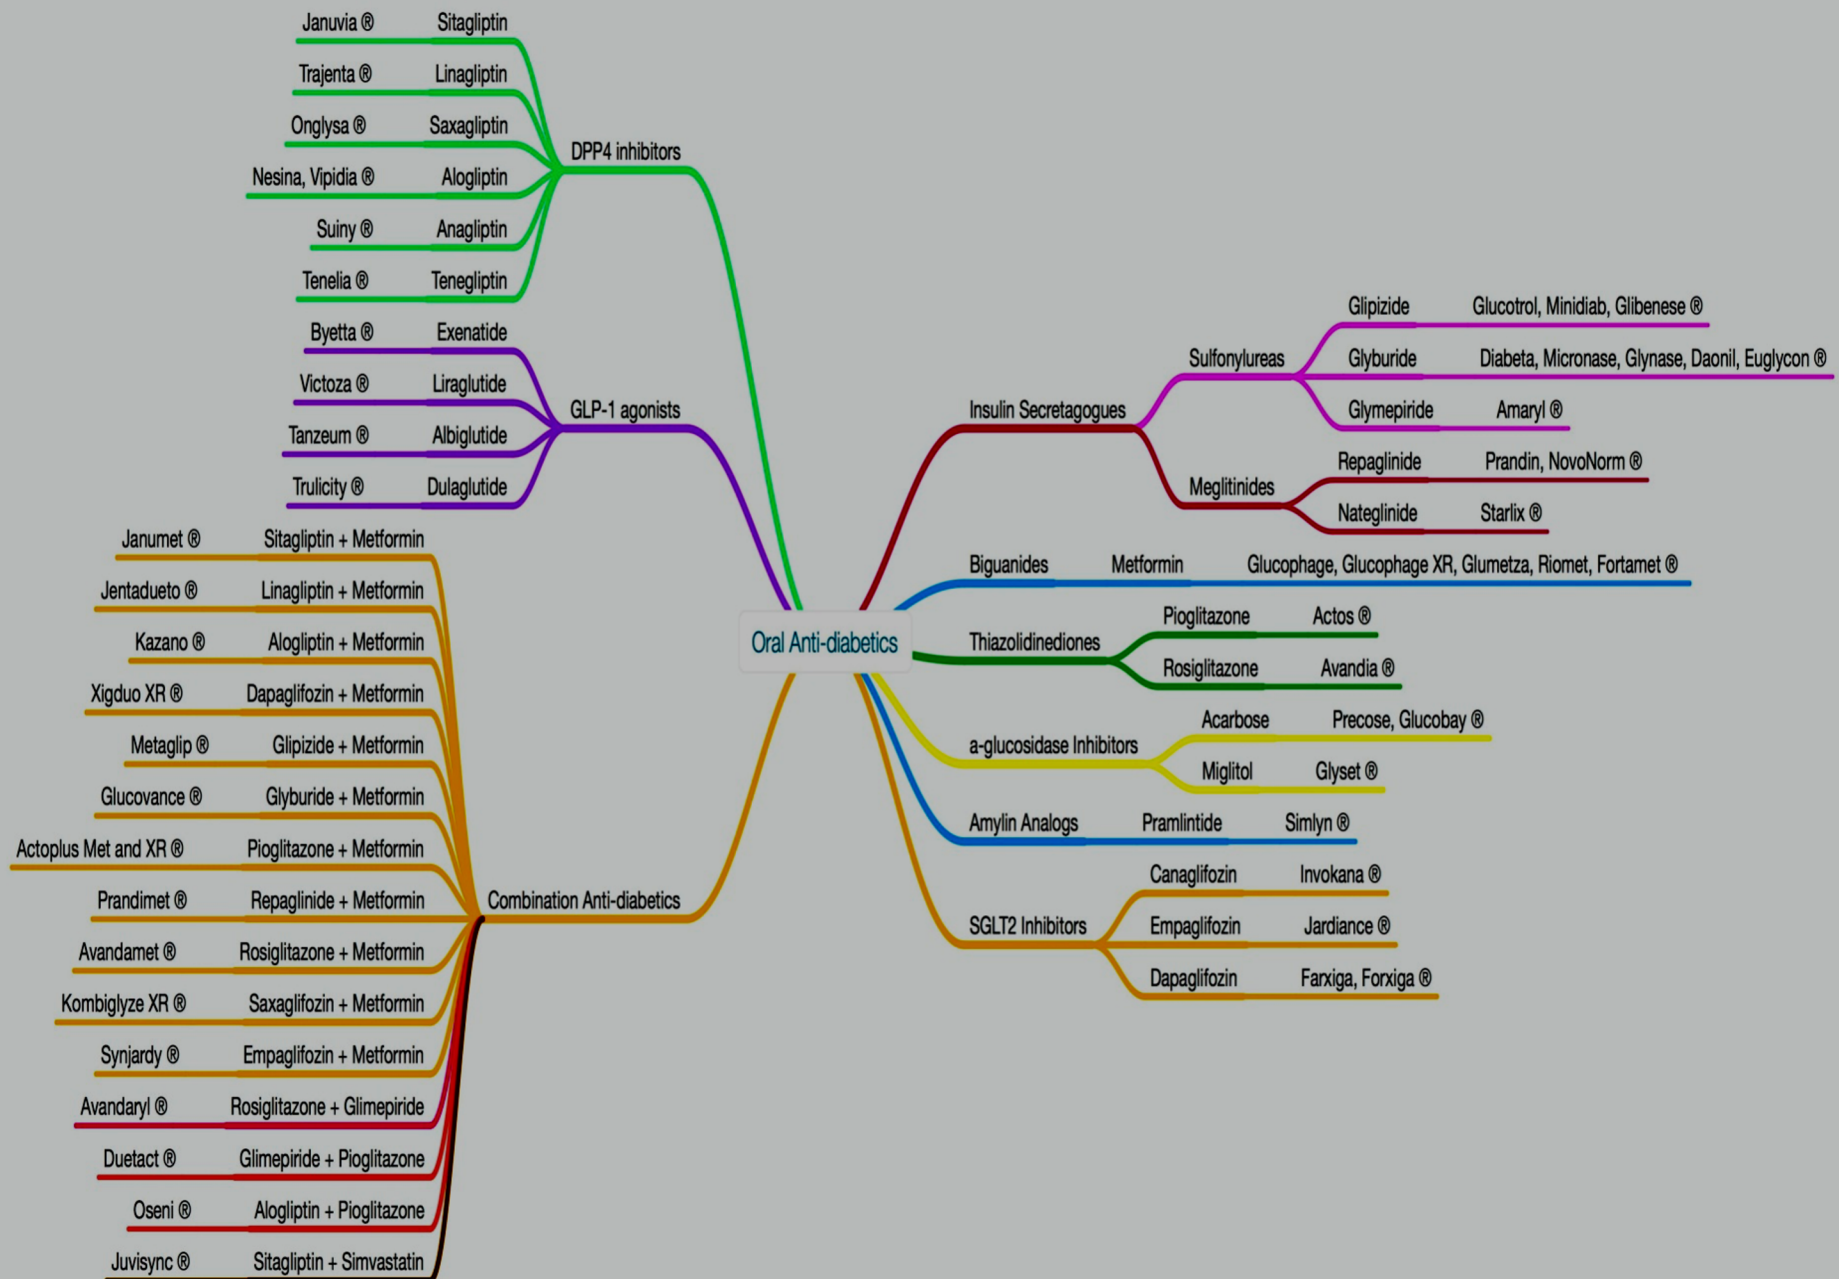 Januvia ® Sitagliptin
Trajenta ® Linagliptin
Onglysa ® Saxagliptin
Nesina, Vipidia ® Alogliptin
Suiny ® Anagliptin
Tenelia ® Tenegliptin
DPP4 inhibitors
Byetta ® Exenatide
Victoza ® Liraglutide
Tanzeum ® Albiglutide
Trulicity ® Dulaglutide
GLP-1 agonists
Janumet ® Sitagliptin + Metformin
Jentadueto ® Linagliptin + Metformin
Kazano ® Alogliptin + Metformin
Xigduo XR ® Dapaglifozin + Metformin
Metaglip ® Glipizide + Metformin
Glucovance ® Glyburide + Metformin
Actoplus Met and XR ® Pioglitazone + Metformin
Prandimet ® Repaglinide + Metformin
Avandamet ® Rosiglitazone + Metformin
Kombiglyze XR ® Saxaglifozin + Metformin
Synjardy ® Empaglifozin + Metformin
Avandaryl ® Rosiglitazone + Glimepiride
Duetact ® Glimepiride + Pioglitazone
Oseni ® Alogliptin + Pioglitazone
Juvisync ® Sitagliptin + Simvastatin
Combination Anti-diabetics
Oral Anti-diabetics
Insulin Secretagogues
Sulfonylureas
Glipizide Glucotrol, Minidiab, Glibenese ®
Glyburide Diabeta, Micronase, Glynase, Daonil, Euglycon ®
Glymepiride Amaryl ®
Meglitinides
Repaglinide Prandin, NovoNorm ®
Nateglinide Starlix ®
Biguanides Metformin Glucophage, Glucophage XR, Glumetza, Riomet, Fortamet ®
Thiazolidinediones
Pioglitazone Actos ®
Rosiglitazone Avandia ®
a-glucosidase Inhibitors
Acarbose Precose, Glucobay ®
Miglitol Glyset ®
Amylin Analogs Pramlintide Simlyn ®
SGLT2 Inhibitors
Canaglifozin Invokana ®
Empaglifozin Jardiance ®
Dapaglifozin Farxiga, Forxiga ®